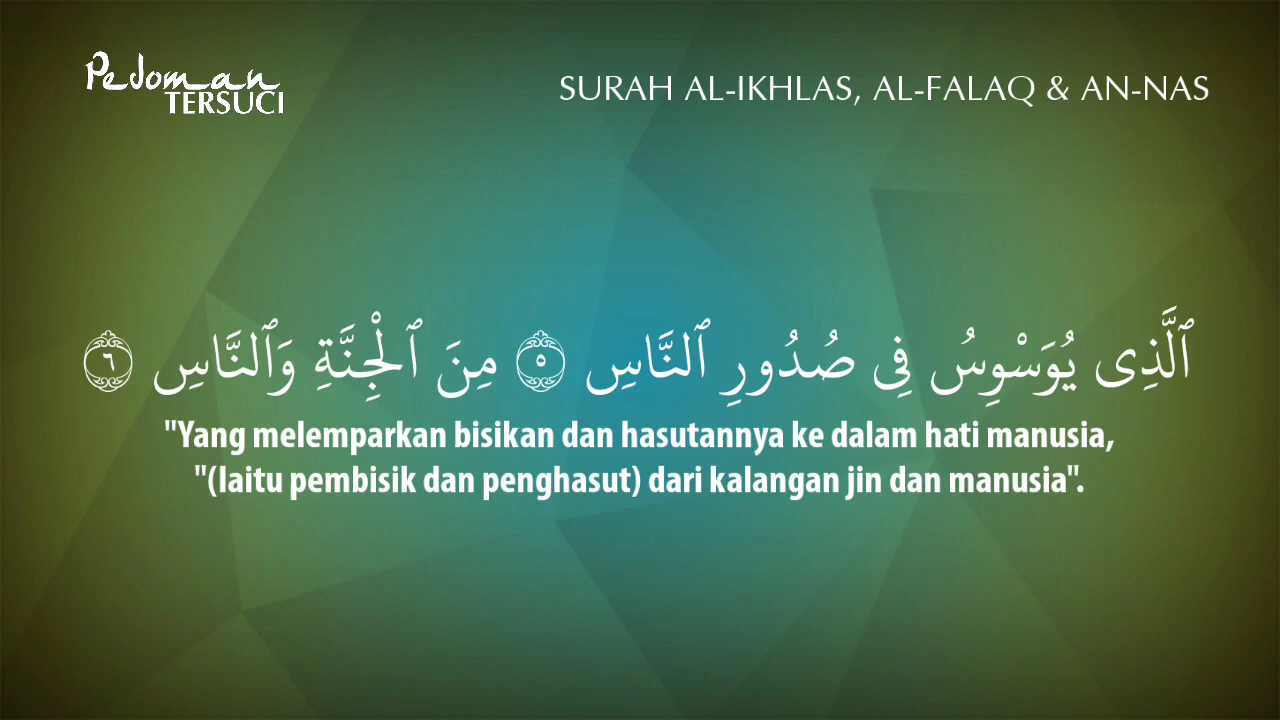 Pedoman
TERSUCI
SURAH AL-IKHLAS, AL-FALAQ & AN-NAS
ٱلَّذِى يُوَسْوِسُ فِى صُدُورِ ٱلنَّاسِ ۝٥ مِنَ ٱلْجِنَّةِ وَٱلنَّاسِ ۝٦
"Yang melemparkan bisikan dan hasutannya ke dalam hati manusia,
"(Iaitu pembisik dan penghasut) dari kalangan jin dan manusia".